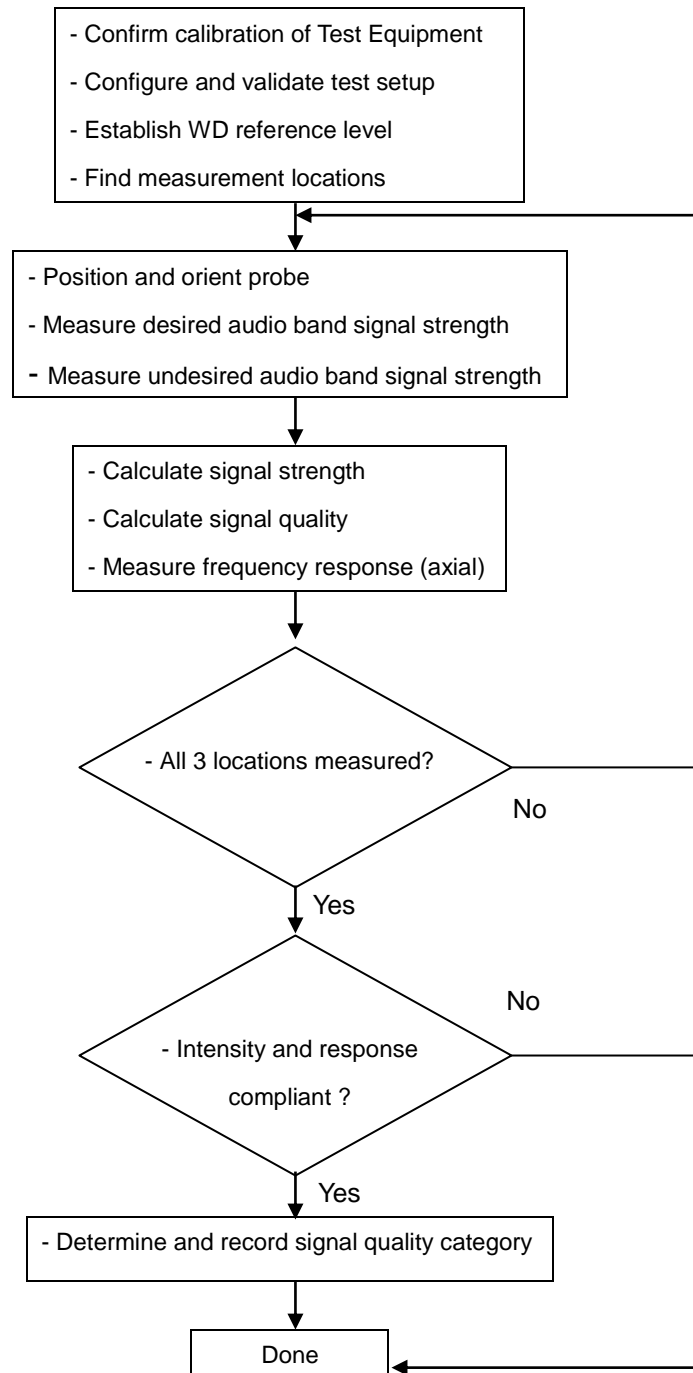 - Confirm calibration of Test Equipment
- Configure and validate test setup
- Establish WD reference level
- Find measurement locations
- Position and orient probe
- Measure desired audio band signal strength
- Measure undesired audio band signal strength
- Calculate signal strength
- Calculate signal quality
- Measure frequency response (axial)
- All 3 locations measured?
No
Yes
No
- Intensity and response
compliant ?
Yes
- Determine and record signal quality category
Done